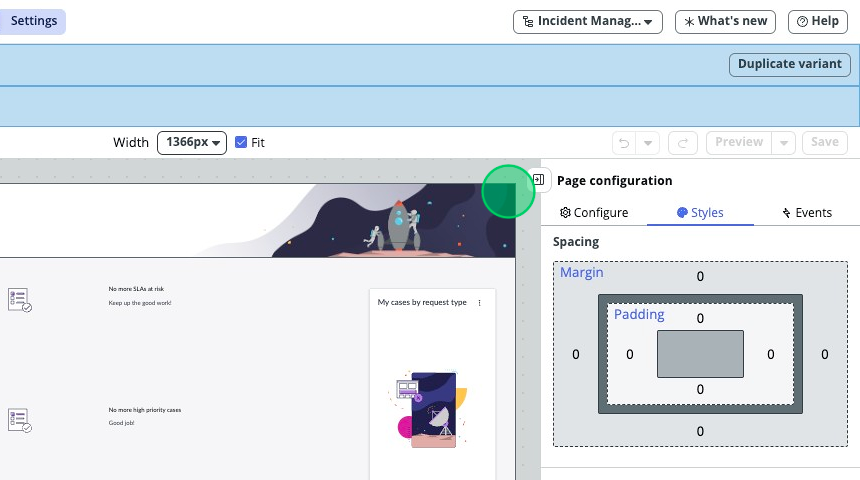 Settings
Incident Manag...
What's new
Help
Duplicate variant
Width
1366px
Fit
Preview
Save
Page configuration
Configure
Styles
Events
Spacing
Margin
0
Padding
0
0
0
0
0
0
0
No more SLAs at risk
Keep up the good work!
My cases by request type
No more high priority cases
Good job!